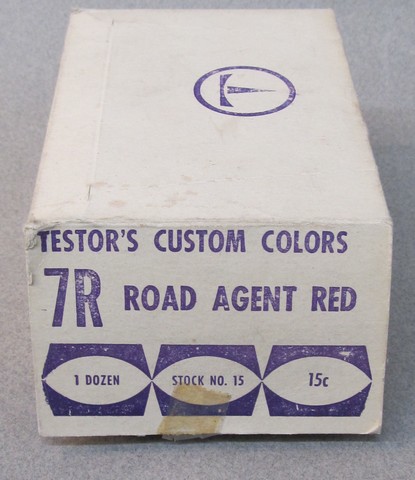 TESTOR'S CUSTOM COLORS
7R ROAD AGENT RED
1 DOZEN STOCK NO. 15 15c